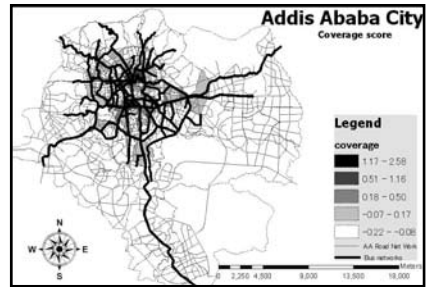 Addis Ababa City
Coverage score
Legend
coverage
1.17 - 2.58
0.51 - 1.16
0.18 - 0.50
-0.07 - 0.17
-0.22 - -0.08
AA Road Net Work
Bus networks
N
W
E
S
Meters
0 2,250 4,500 9,000 13,500 18,000